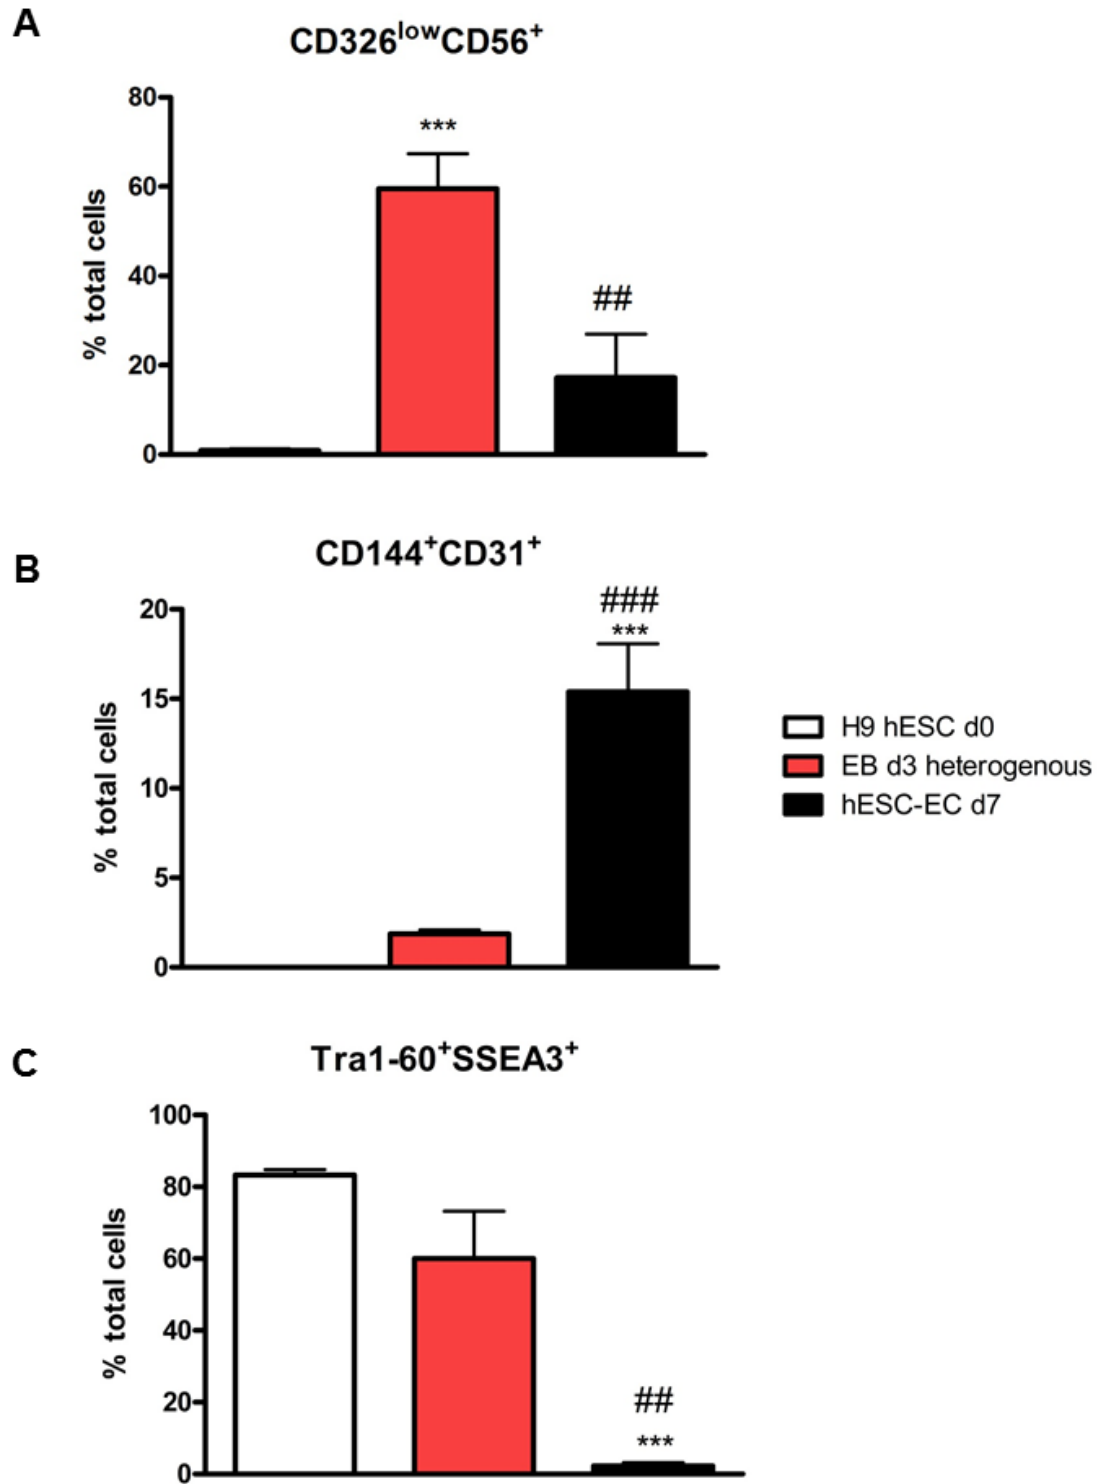 A
CD326lowCD56+
% total cells
80
60
40
20
0
***
##
B
CD144+CD31+
% total cells
20
15
10
5
0
###
***
H9 hESC d0
EB d3 heterogenous
hESC-EC d7
C
Tra1-60+SSEA3+
% total cells
100
80
60
40
20
0
##
***